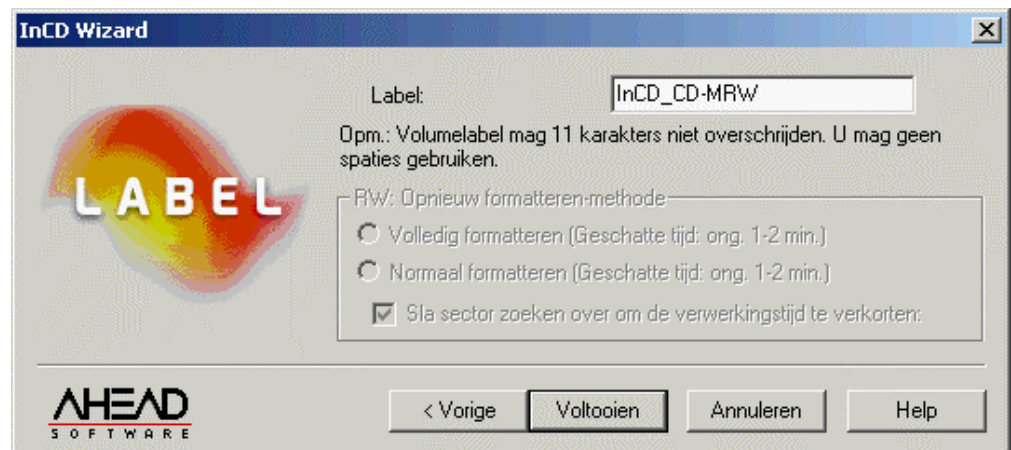 InCD Wizard
Label:
InCD_CD-MRW
Opm.: Volumelabel mag 11 karakters niet overschrijden. U mag geen
spaties gebruiken.
LABEL
RW: Opnieuw formatteren-methode
Volledig formatteren (Geschatte tijd: ong. 1-2 min.)
Normaal formatteren (Geschatte tijd: ong. 1-2 min.)
Sla sector zoeken over om de verwerkingstijd te verkorten:
AHEAD
SOFTWARE
< Vorige
Voltooien
Annuleren
Help